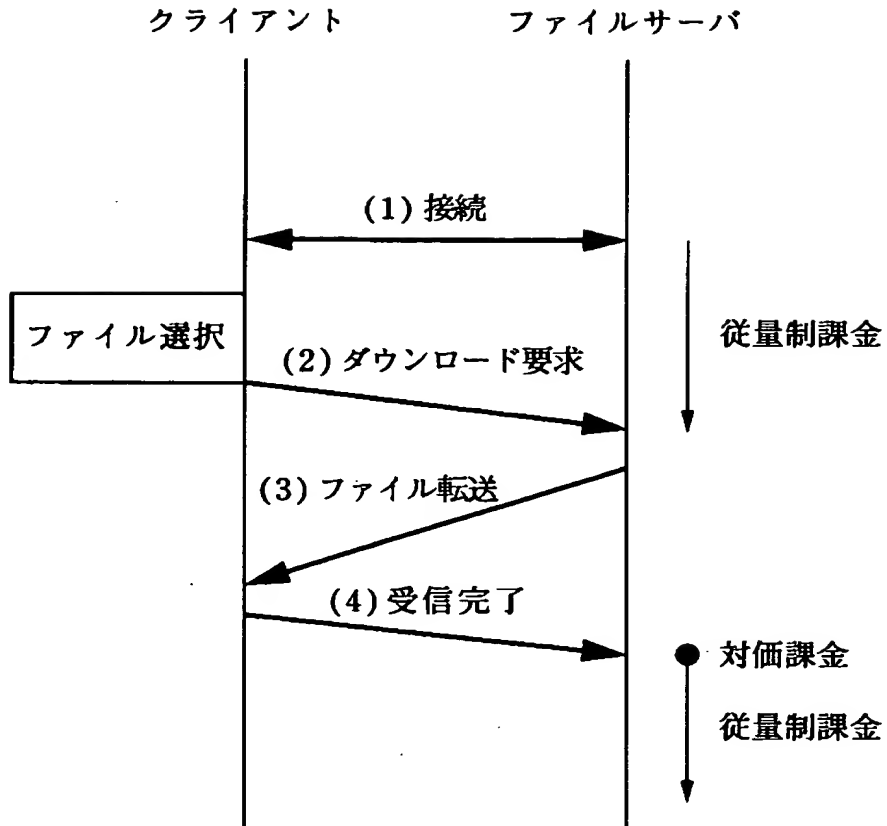 クライアント
ファイルサーバ
(1) 接続
ファイル選択
従量制課金
(2) ダウンロード要求
(3) ファイル転送
(4) 受信完了
対価課金
従量制課金